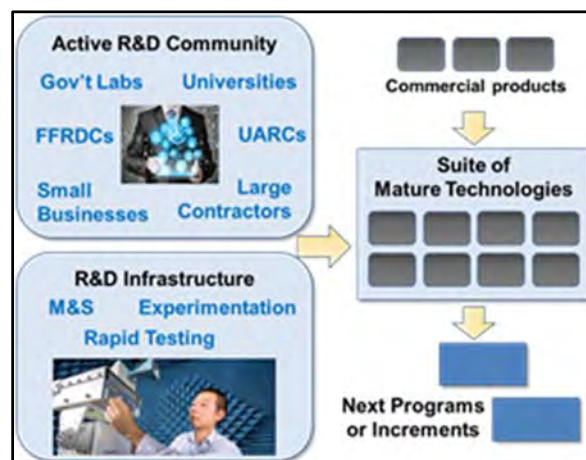 Active R&D Community
Gov't Labs Universities
FFRDCs UARCs
Small Large
Businesses Contractors
R&D Infrastructure
M&S Experimentation
Rapid Testing
Commercial products
Suite of
Mature Technologies
Next Programs
or Increments